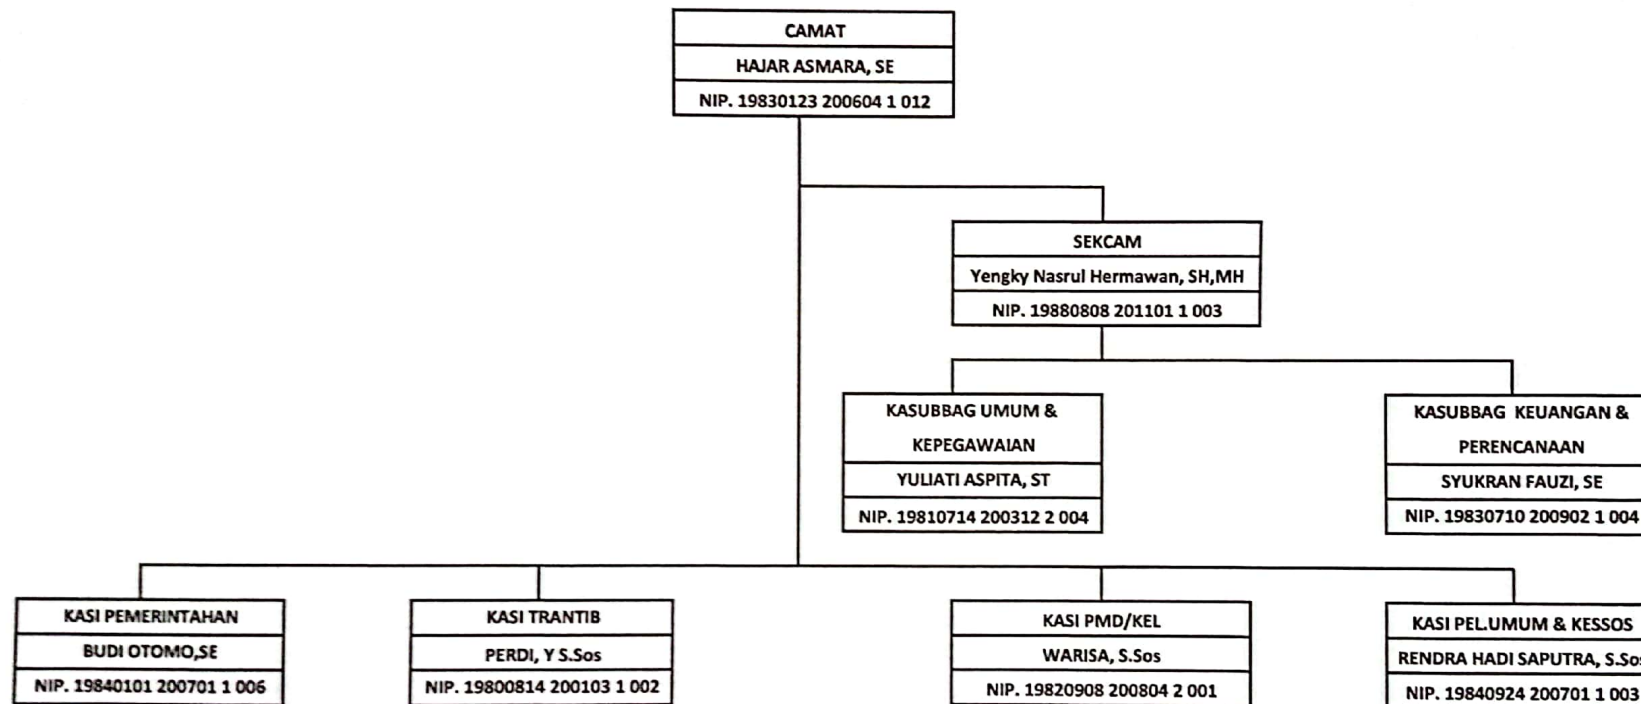 CAMAT
HAJAR ASMARA, SE
NIP. 19830123 200604 1 012
SEKCAM
Yengky Nasrul Hermawan, SH,MH
NIP. 19880808 201101 1 003
KASUBBAG UMUM &
KEPEGAWAIAN
YULIATI ASPITA, ST
NIP. 19810714 200312 2 004
KASUBBAG KEUANGAN &
PERENCANAAN
SYUKRAN FAUZI, SE
NIP. 19830710 200902 1 004
KASI PEMERINTAHAN
BUDI OTOMO,SE
NIP. 19840101 200701 1 006
KASI TRANTIB
PERDI, Y S.Sos
NIP. 19800814 200103 1 002
KASI PMD/KEL
WARISA, S.Sos
NIP. 19820908 200804 2 001
KASI PEL.UMUM & KESSOS
RENDRA HADI SAPUTRA, S.Sos
NIP. 19840924 200701 1 003